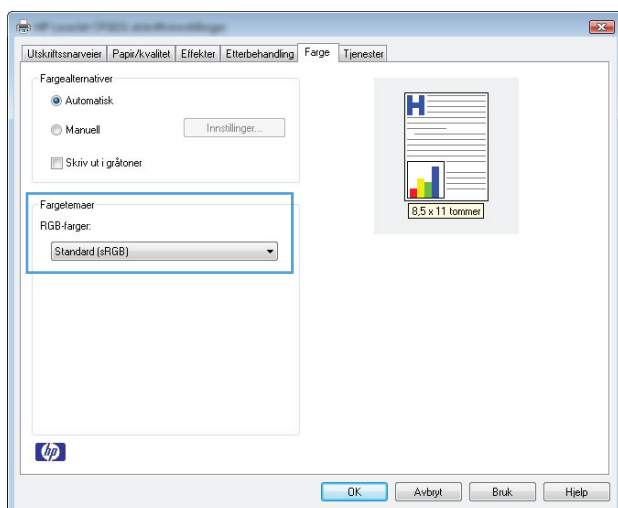 Utskriftssnarveier Papir/kvalitet Effekter Etterbehandling Farge Tjenester
Fargealternativer
Automatisk
Manuell Innstillinger...
Skriv ut i gråtoner
H
8,5 x 11 tommer
Fargetemaer
RGB-farger:
Standard (sRGB)
hp
OK Avbryt Bruk Hjelp